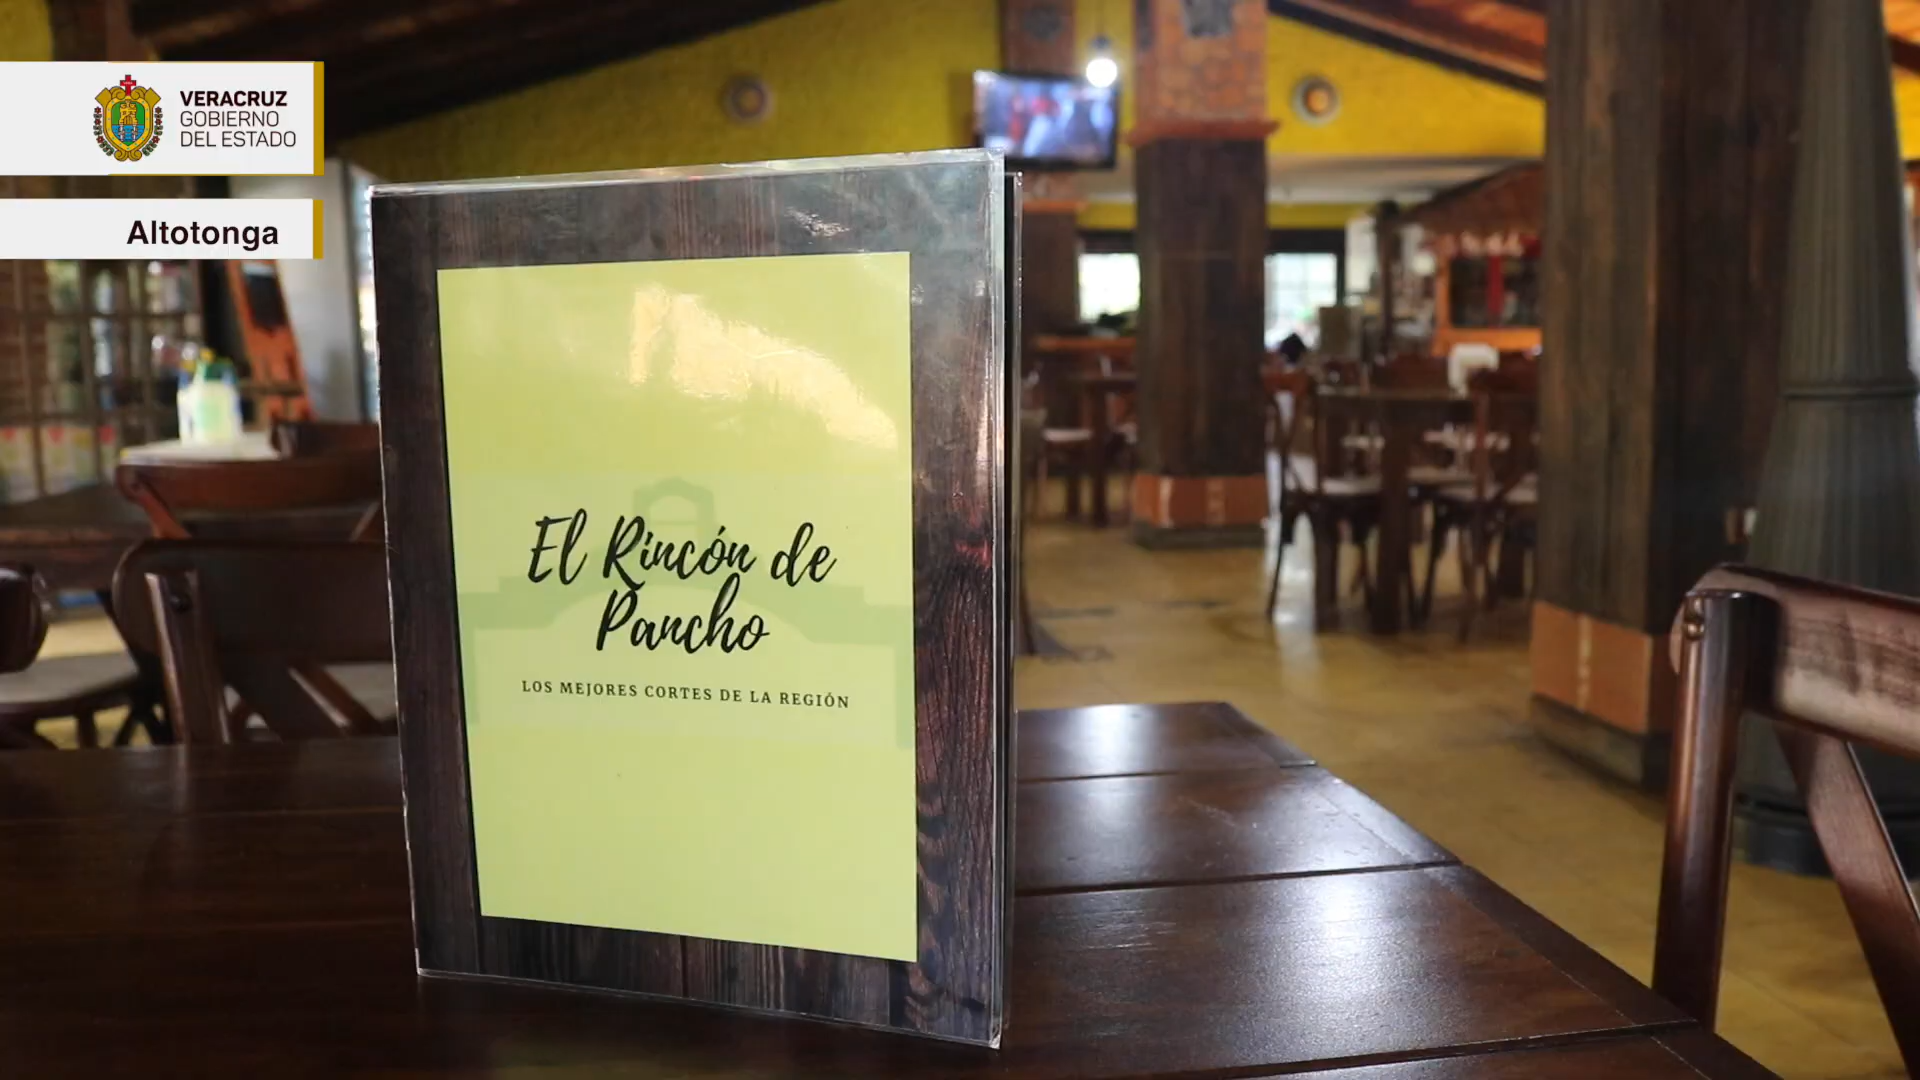 VERACRUZ
GOBIERNO
DEL ESTADO
Altotonga
El Rincón de
Pancho
LOS MEJORES CORTES DE LA REGIÓN